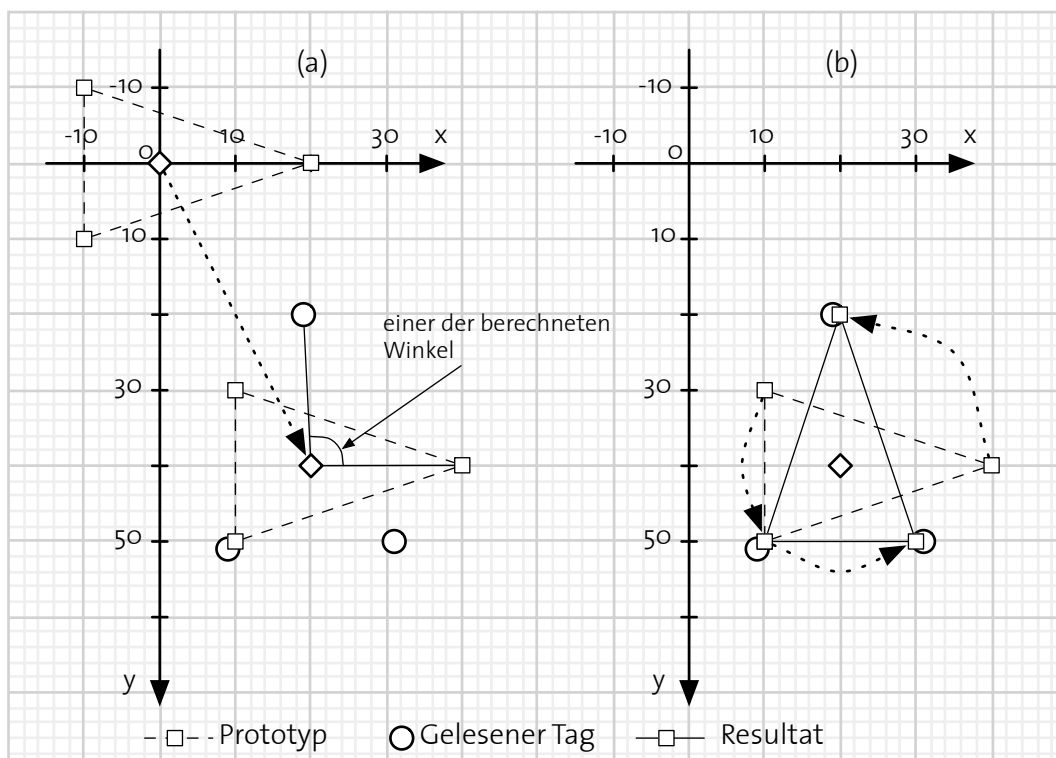 (a)
(b)
-10
-10
-10
10
30
x
-10
10
30
x
0
0
10
10
einer der berechneten
Winkel
30
30
50
50
y
y
Prototyp
Gelesener Tag
Resultat